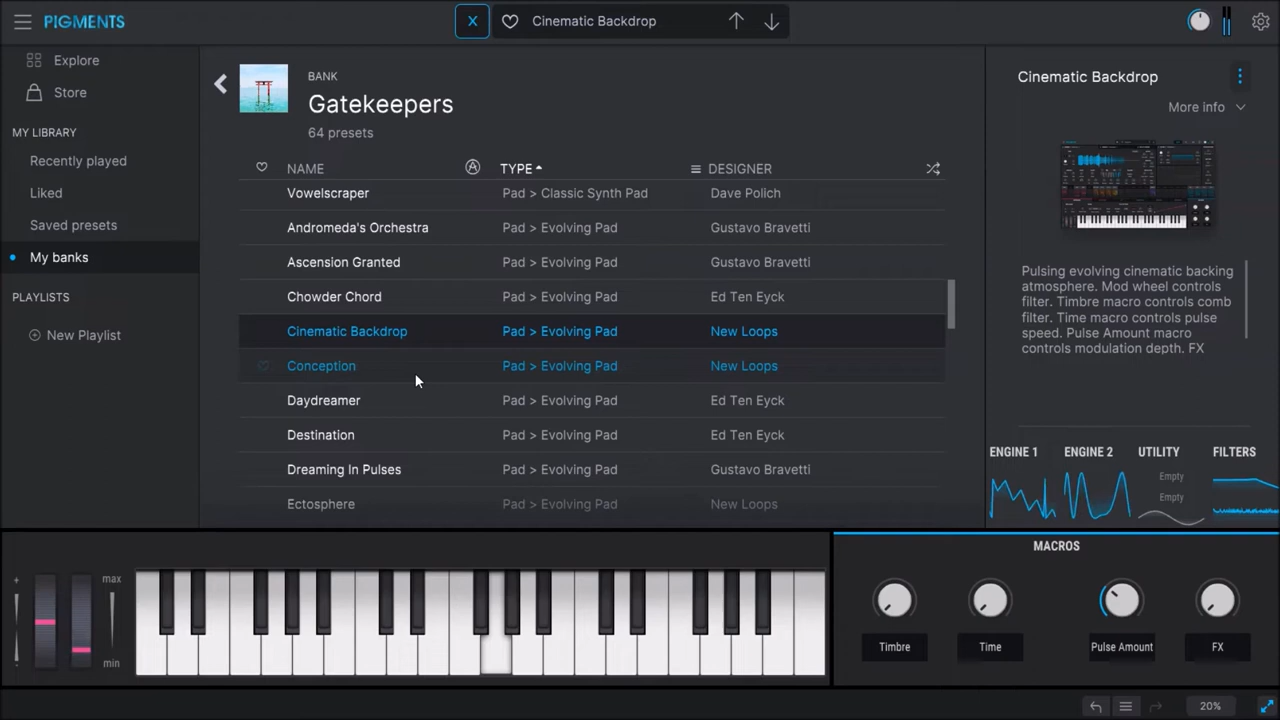 PIGMENTS
X
Cinematic Backdrop
Explore
Store
MY LIBRARY
Recently played
Liked
Saved presets
My banks
PLAYLISTS
New Playlist
BANK
Gatekeepers
64 presets
NAME TYPE DESIGNER
Vowelscraper Pad > Classic Synth Pad Dave Polich
Andromeda's Orchestra Pad > Evolving Pad Gustavo Bravetti
Ascension Granted Pad > Evolving Pad Gustavo Bravetti
Chowder Chord Pad > Evolving Pad Ed Ten Eyck
Cinematic Backdrop Pad > Evolving Pad New Loops
Conception Pad > Evolving Pad New Loops
Daydreamer Pad > Evolving Pad Ed Ten Eyck
Destination Pad > Evolving Pad Ed Ten Eyck
Dreaming In Pulses Pad > Evolving Pad Gustavo Bravetti
Ectosphere Pad > Evolving Pad New Loops
Cinematic Backdrop
More info
Pulsing evolving cinematic backing
atmosphere. Mod wheel controls
filter. Timbre macro controls comb
filter. Time macro controls pulse
speed. Pulse Amount macro
controls modulation depth. FX
ENGINE 1 ENGINE 2 UTILITY FILTERS
Empty
Empty
+ max
- min
MACROS
Timbre Time Pulse Amount FX
20%